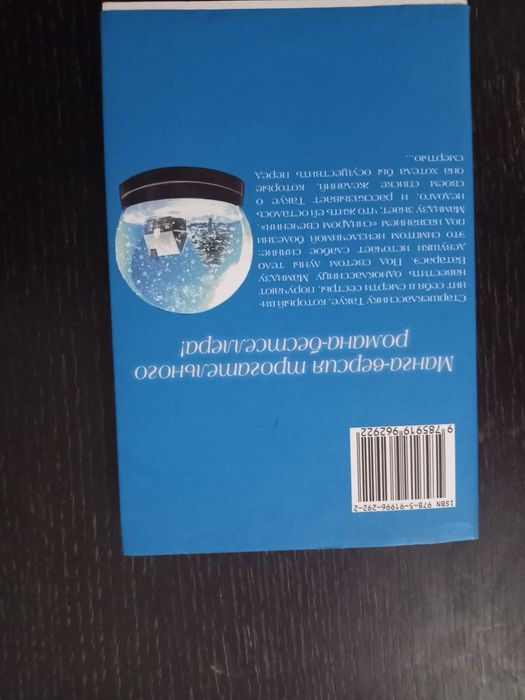 ISBN 978-5-91996-292-2
9 785919 962922
Манга-версия трогательного
романа-бестселлера!
Старшекласснику Такуе, который ви-
нит себя в смерти сестры, поручают
навестить одноклассницу Мамидзу
Ватарасэ. Под светом луны тело
девушки источает слабое сияние:
это симптом неизлечимой болезни
под названием «синдром свечения».
Мамидзу знает, что жить ей осталось
недолго, и рассказывает Такуе о
своем списке желаний, которые
она хотела бы осуществить перед
смертью...